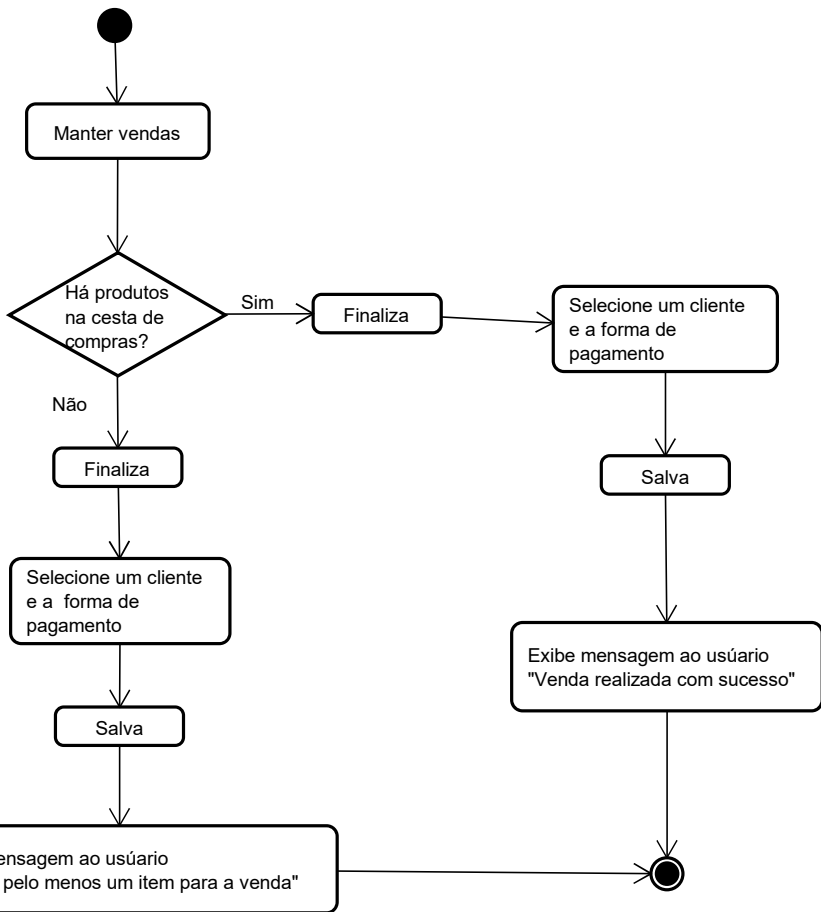 Manter vendas
Há produtos
na cesta de
compras?
Sim
Finaliza
Selecione um cliente
e a forma de
pagamento
Salva
Exibe mensagem ao usúario
"Venda realizada com sucesso"
Não
Finaliza
Selecione um cliente
e a  forma de
pagamento
Salva
ao usúario
pelo menos um item para a venda"